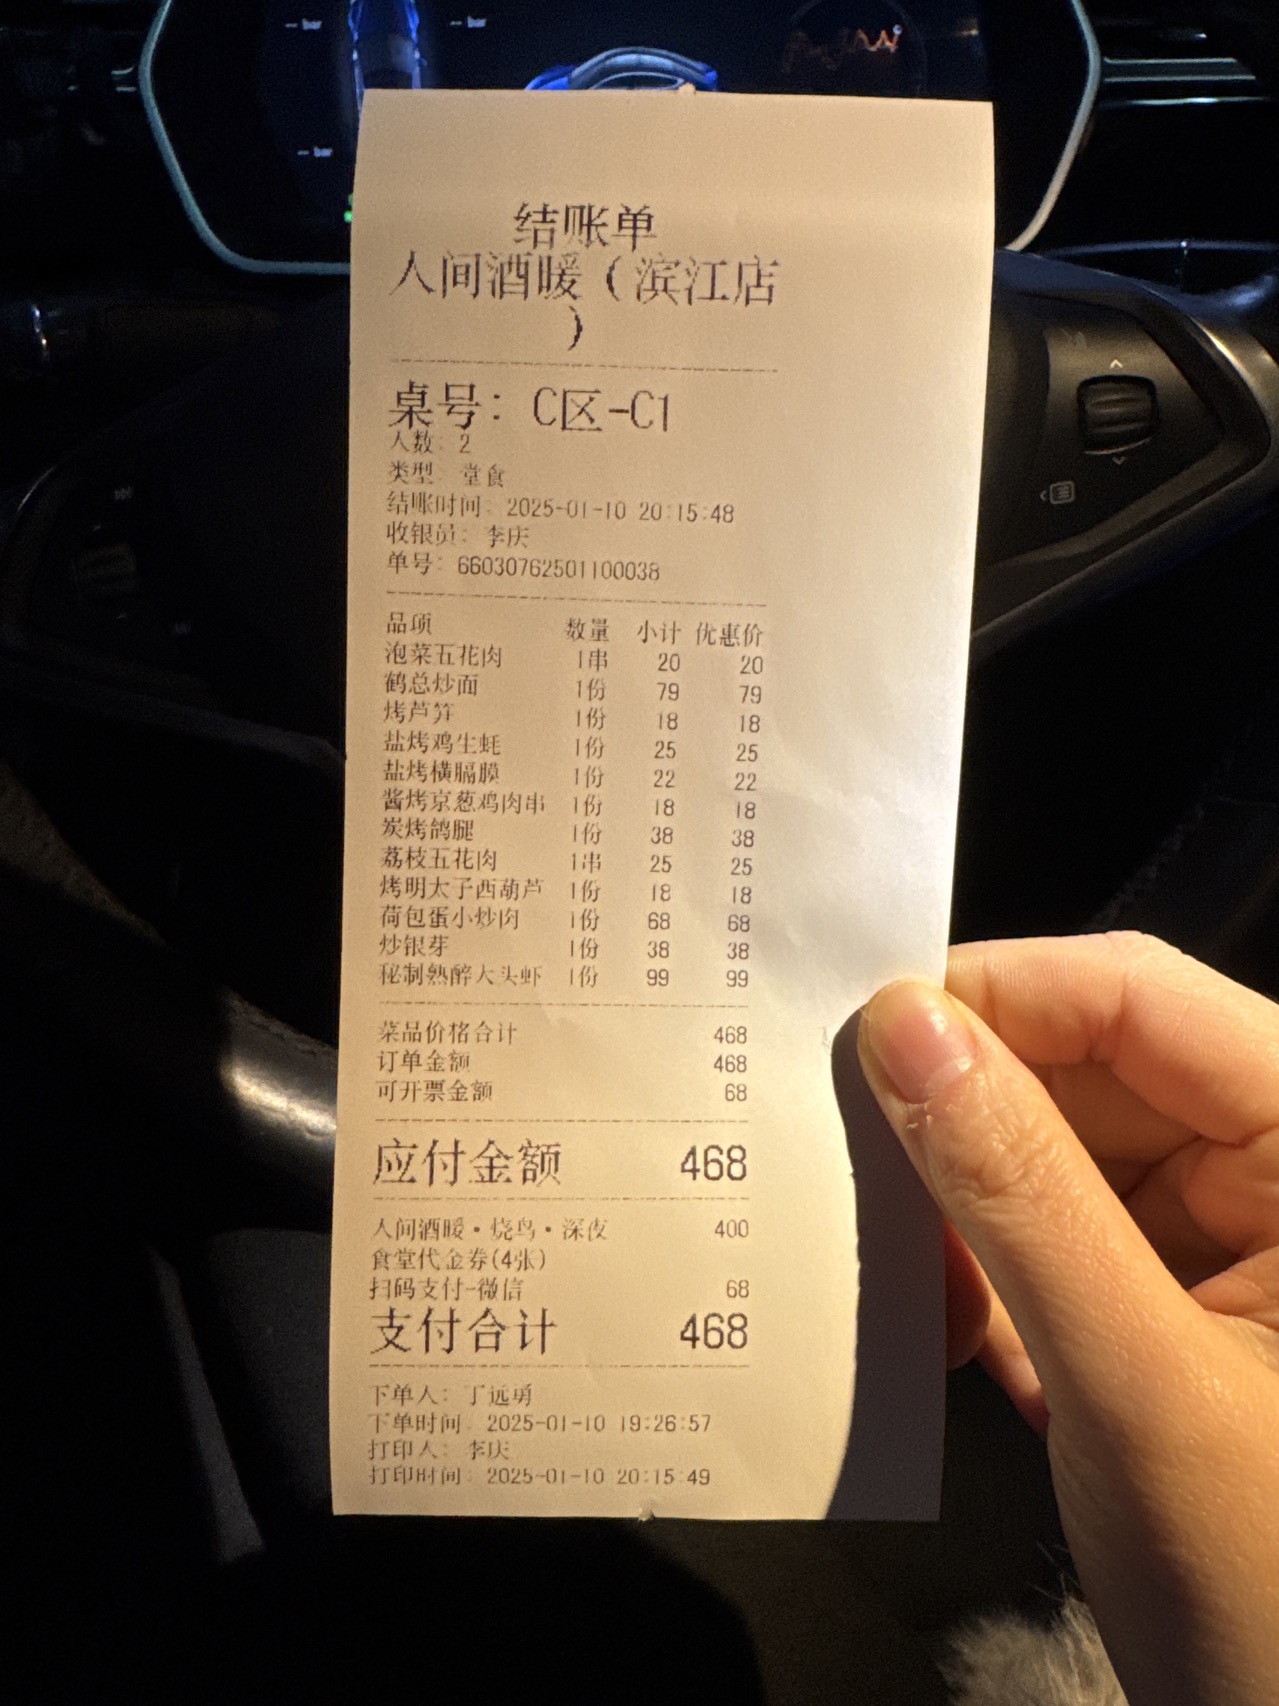 -- bar
-- bar
-- bar
结账单
人间酒暖（滨江店
）
桌号：C区-C1
人数：2
类型：堂食
结账时间：2025-01-10 20:15:48
收银员：李庆
单号：66030762501100038
品项 数量 小计 优惠价
泡菜五花肉 1串 20 20
鹤总炒面 1份 79 79
烤芦笋 1份 18 18
盐烤鸡生蚝 1份 25 25
盐烤横膈膜 1份 22 22
酱烤京葱鸡肉串 1份 18 18
炭烤鸽腿 1份 38 38
荔枝五花肉 1串 25 25
烤明太子西葫芦 1份 18 18
荷包蛋小炒肉 1份 68 68
炒银芽 1份 38 38
秘制熟醉大头虾 1份 99 99
菜品价格合计 468
订单金额 468
可开票金额 68
应付金额 468
人间酒暖·烧鸟·深夜 400
食堂代金券(4张)
扫码支付-微信 68
支付合计 468
下单人：丁远勇
下单时间：2025-01-10 19:26:57
打印人：李庆
打印时间：2025-01-10 20:15:49